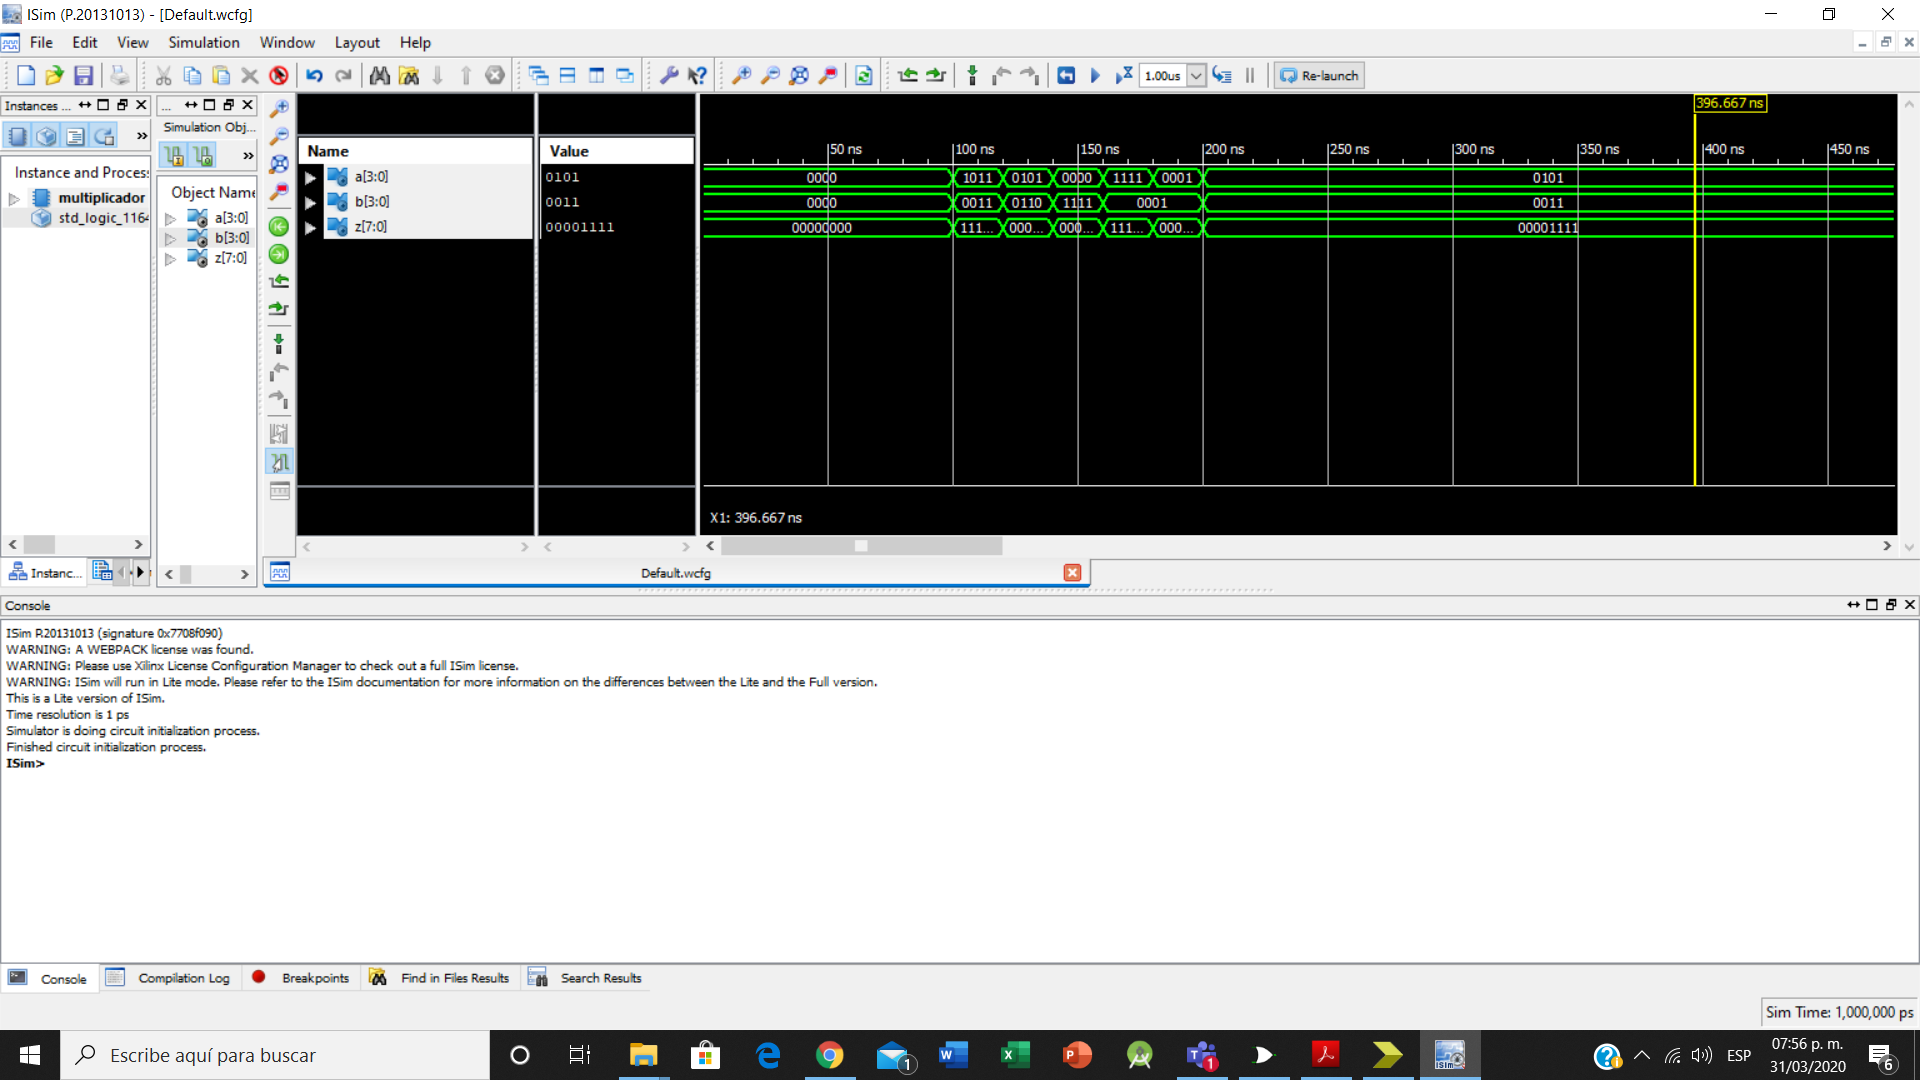 ISim (P.20131013) - [Default.wcfg]
File Edit View Simulation Window Layout Help
1.00us Re-launch
Instances ...
...
Simulation Obj...
Instance and Process
multiplicador
std_logic_1164
Object Name
a[3:0]
b[3:0]
z[7:0]
Name Value
a[3:0] 0101
b[3:0] 0011
z[7:0] 00001111
396.667 ns
50 ns 100 ns 150 ns 200 ns 250 ns 300 ns 350 ns 400 ns 450 ns
0000 1011 0101 0000 1111 0001 0101
0000 0011 0110 1111 0001 0011
00000000 111... 000... 000... 111... 000... 00001111
X1: 396.667 ns
Instanc...
Default.wcfg
Console
ISim P.20131013 (signature 0x7708f090)
WARNING: A WEBPACK license was found.
WARNING: Please use Xilinx License Configuration Manager to check out a full ISim license.
WARNING: ISim will run in Lite mode. Please refer to the ISim documentation for more information on the differences between the Lite and the Full version.
This is a Lite version of ISim.
Time resolution is 1 ps
Simulator is doing circuit initialization process.
Finished circuit initialization process.
ISim>
Console Compilation Log Breakpoints Find in Files Results Search Results
Sim Time: 1,000,000 ps
Escribe aquí para buscar
1
1
ESP
07:56 p. m.
31/03/2020
6